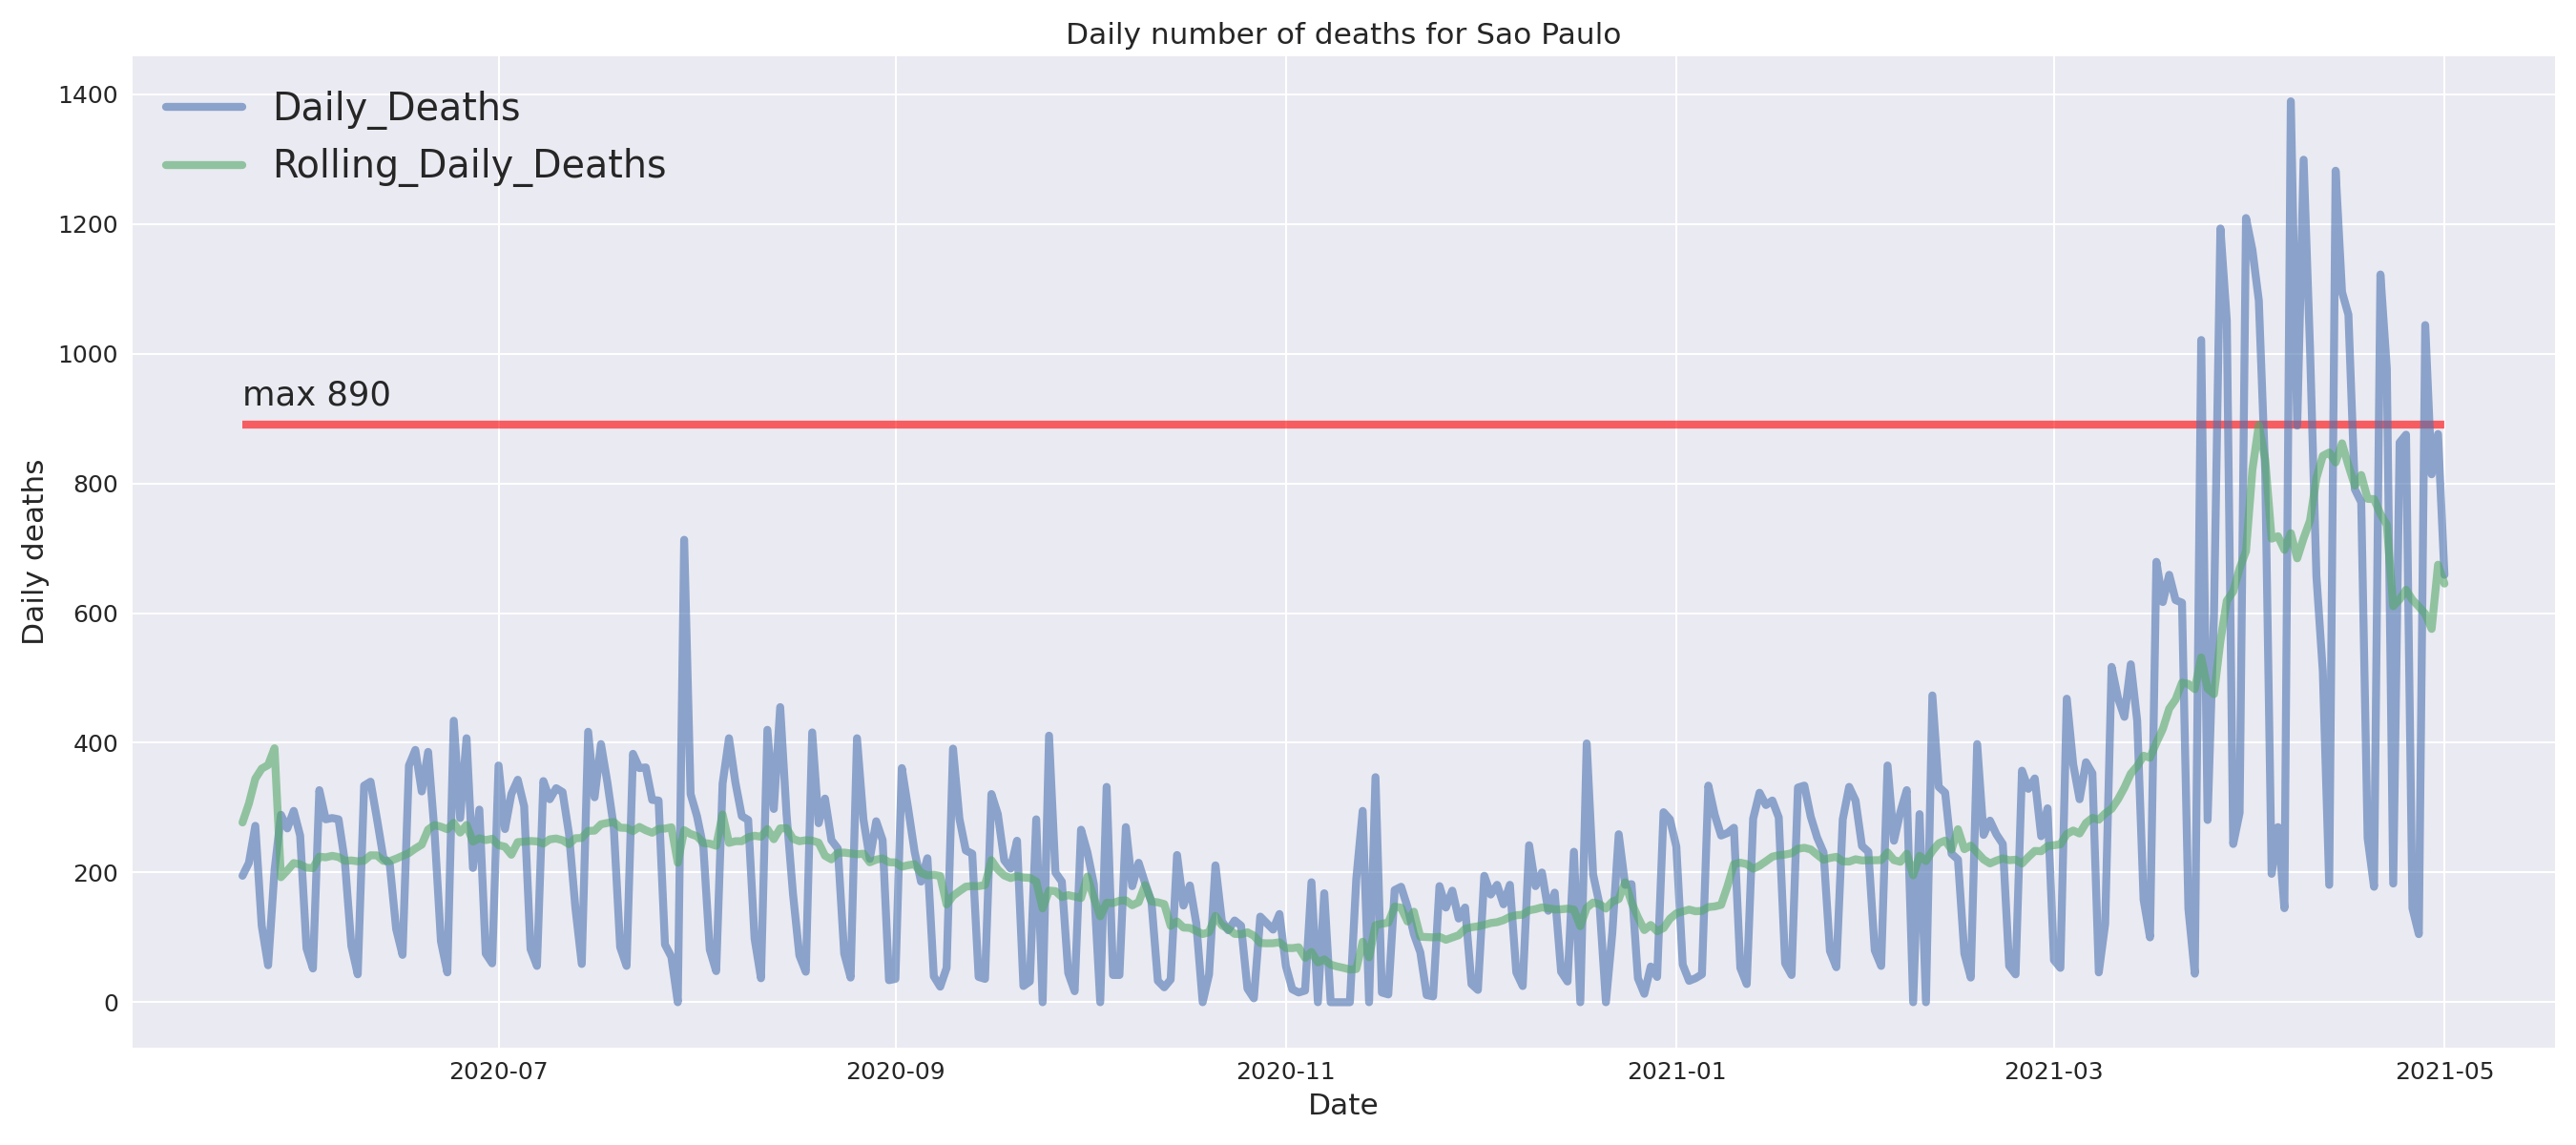 Daily number of deaths for Sao Paulo
1400
Daily_Deaths
Rolling_Daily_Deaths
1200
1000
max 890
800
600
400
200
0
Daily deaths
2020-07
2020-09
2020-11
2021-01
2021-03
2021-05
Date